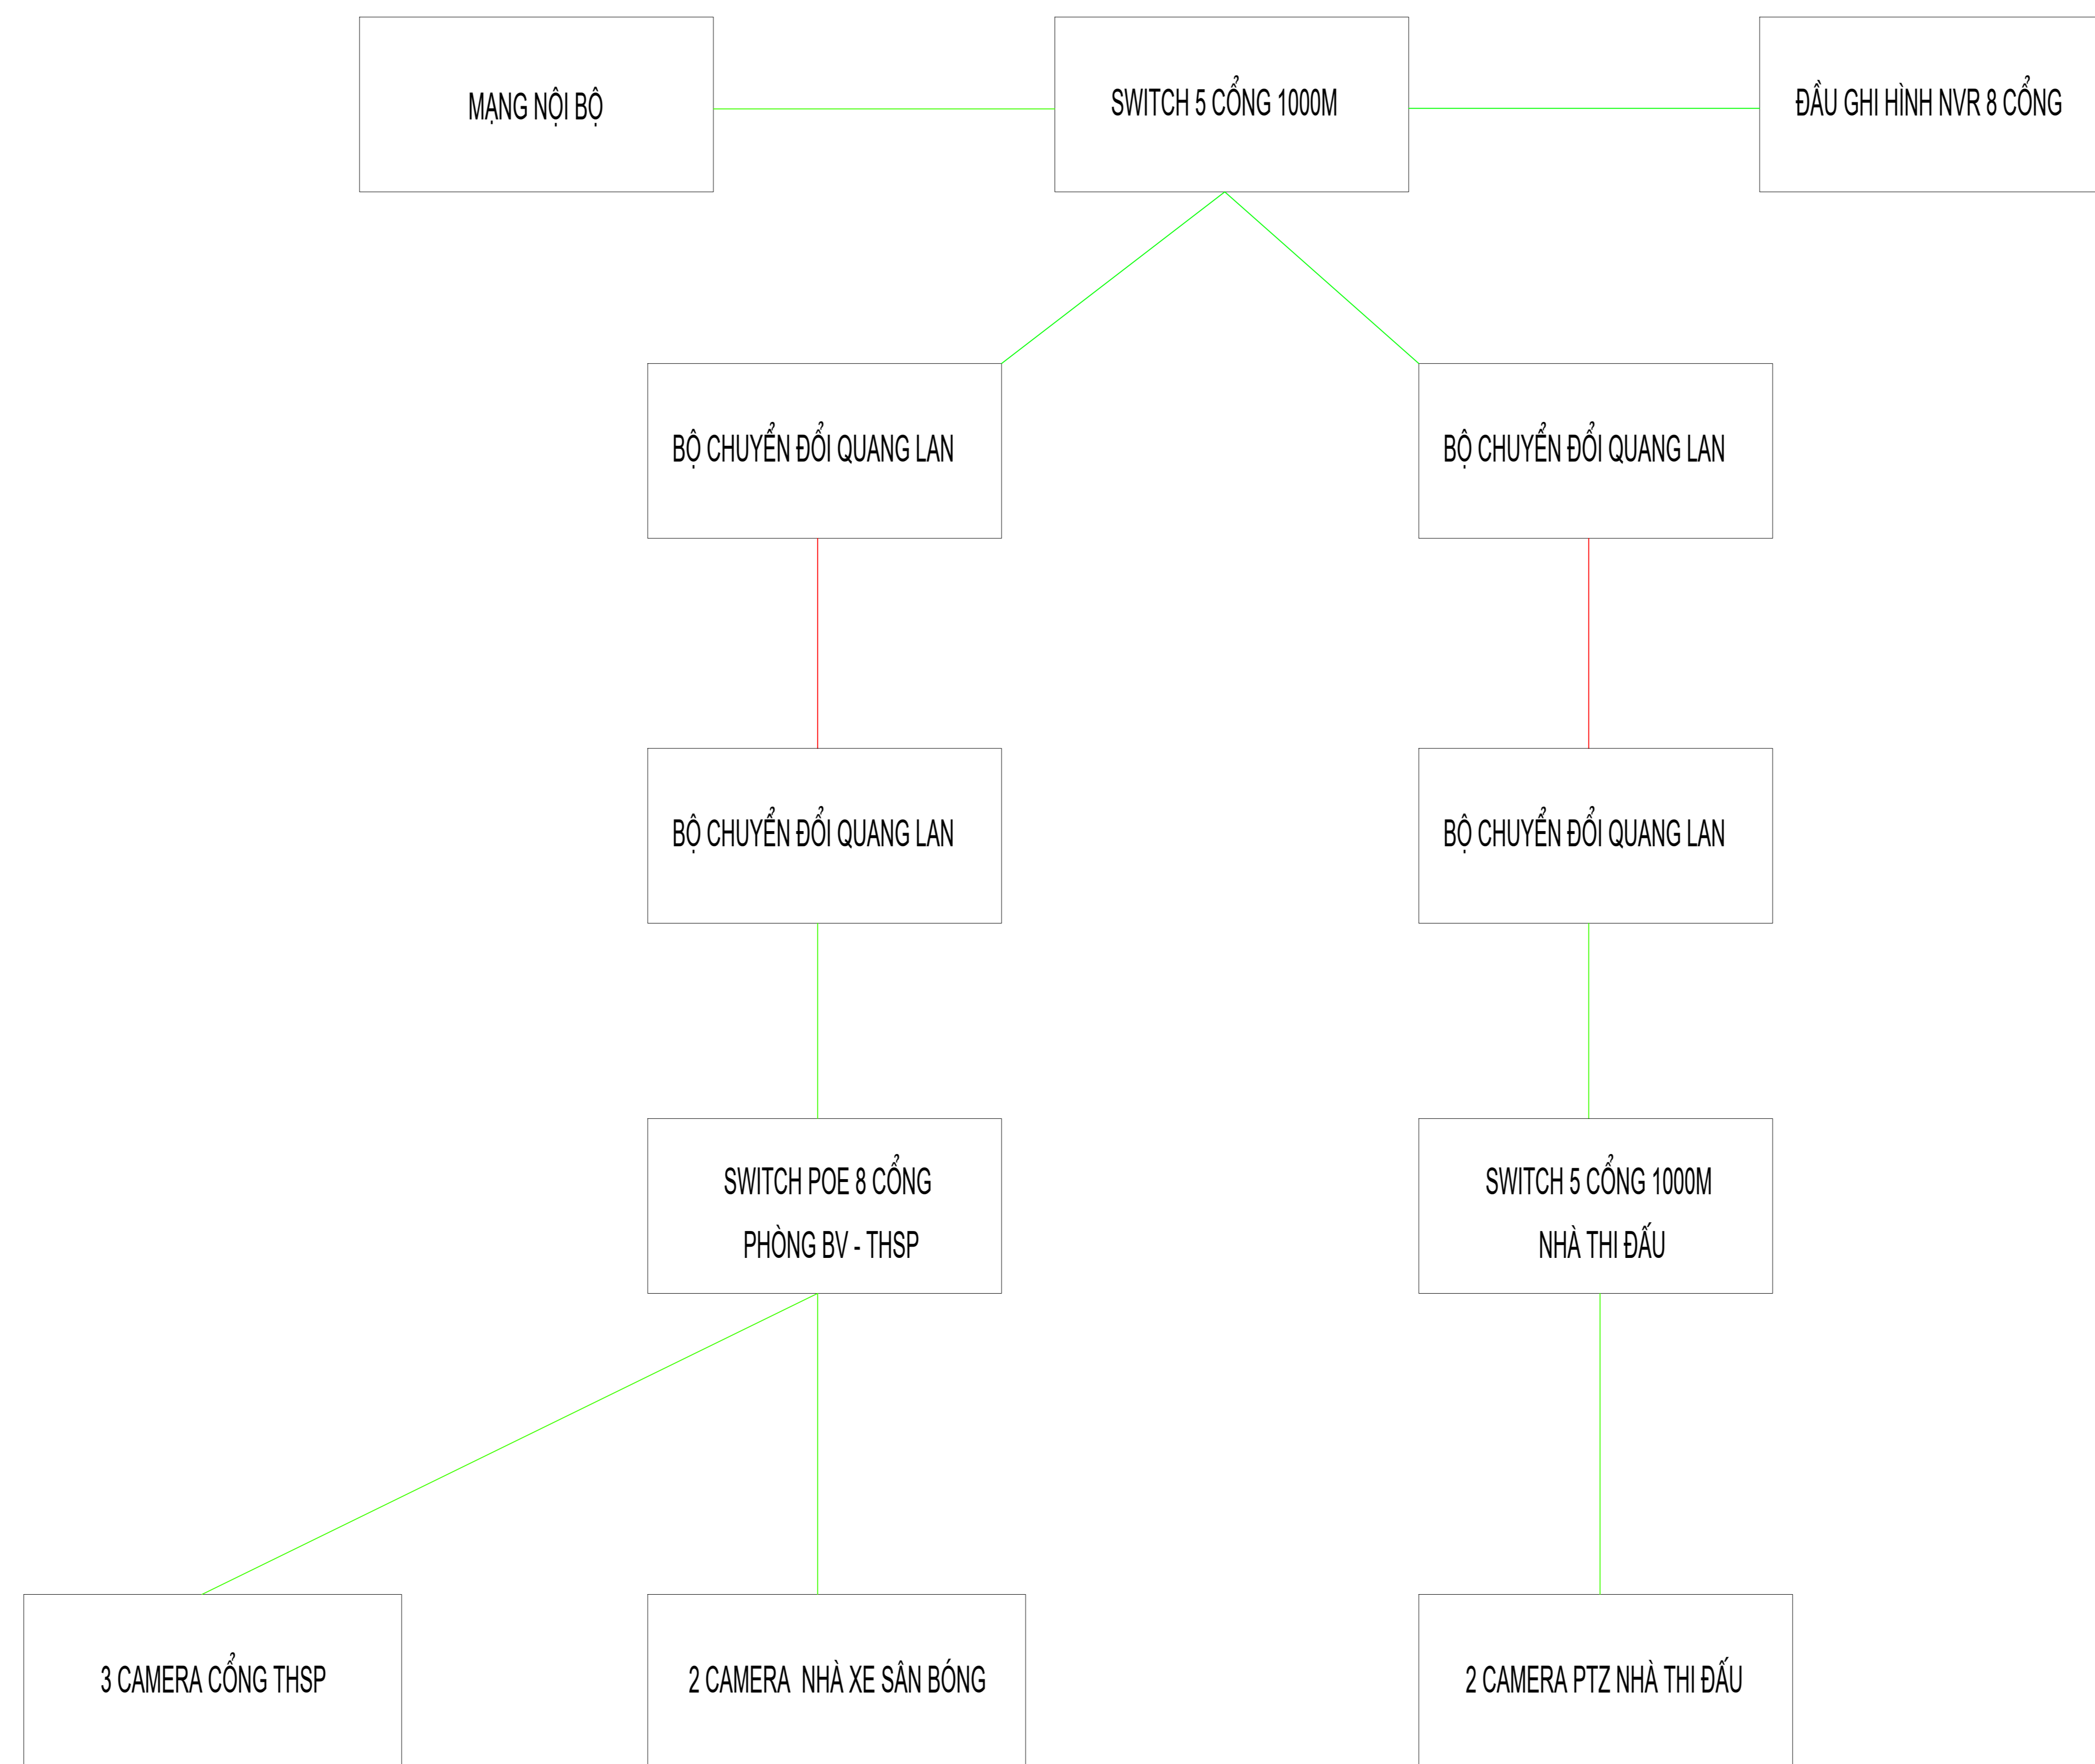 MẠNG NỘI BỘ
SWITCH 5 CỔNG 1000M
ĐẦU GHI HÌNH NVR 8 CỔNG
BỘ CHUYỂN ĐỔI QUANG LAN
BỘ CHUYỂN ĐỔI QUANG LAN
BỘ CHUYỂN ĐỔI QUANG LAN
BỘ CHUYỂN ĐỔI QUANG LAN
SWITCH POE 8 CỔNG
PHÒNG BV - THSP
SWITCH 5 CỔNG 1000M
NHÀ THI ĐẤU
3 CAMERA CỔNG THSP
2 CAMERA  NHÀ XE SÂN BÓNG
2 CAMERA PTZ NHÀ THI ĐẤU